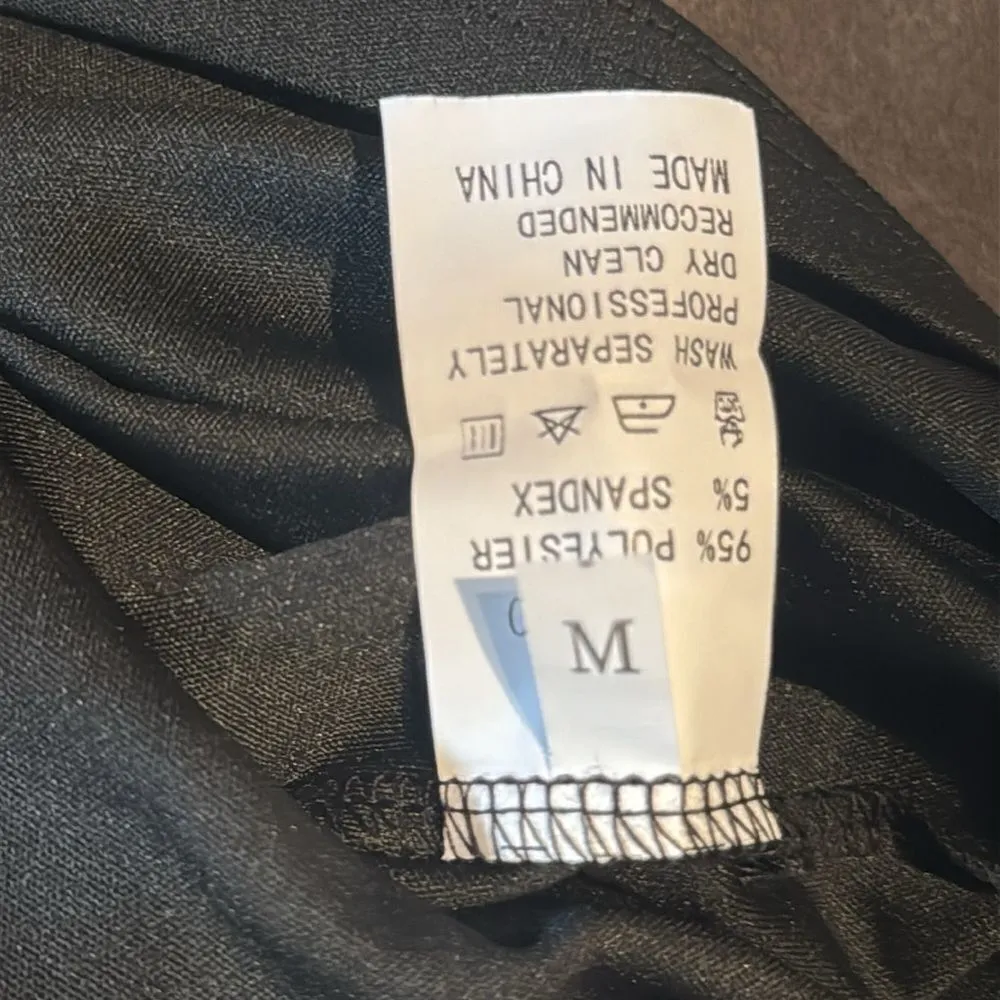 M
95% POLYESTER
5% SPANDEX
WASH SEPARATELY
PROFESSIONAL
DRY CLEAN
RECOMMENDED
MADE IN CHINA